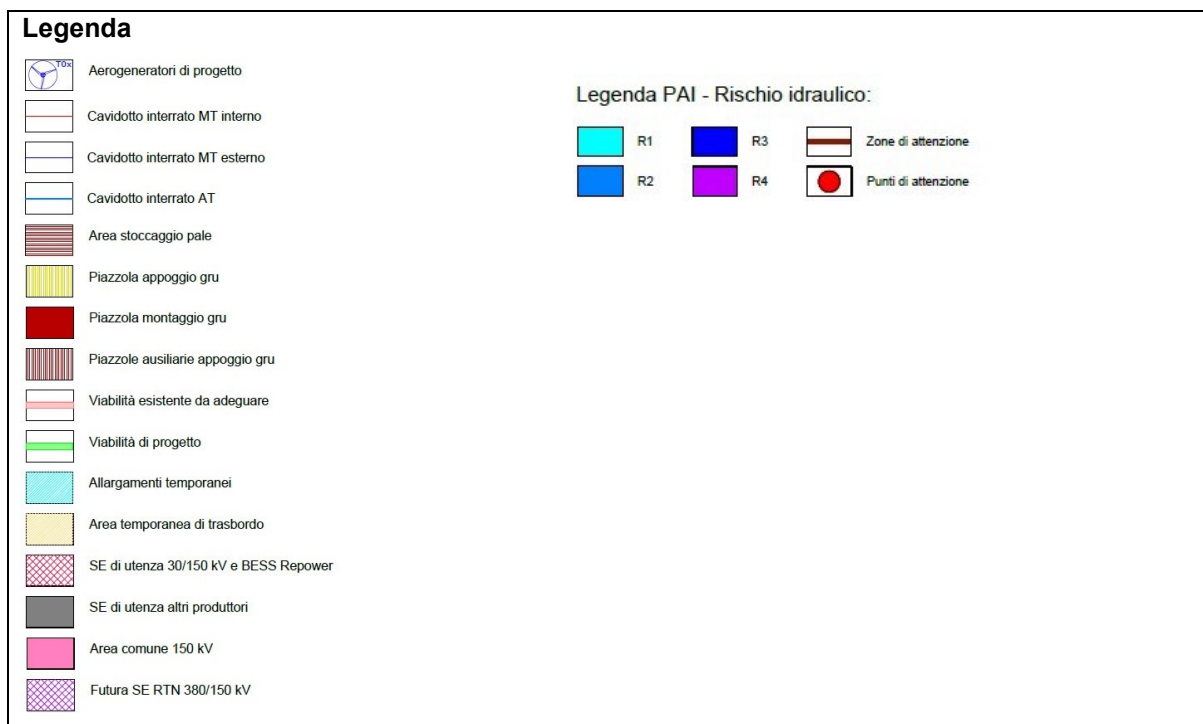 Legenda
T0x
Aerogeneratori di progetto
Cavidotto interrato MT interno
Cavidotto interrato MT esterno
Cavidotto interrato AT
Area stoccaggio pale
Piazzola appoggio gru
Piazzola montaggio gru
Piazzole ausiliarie appoggio gru
Viabilità esistente da adeguare
Viabilità di progetto
Allargamenti temporanei
Area temporanea di trasbordo
SE di utenza 30/150 kV e BESS Repower
SE di utenza altri produttori
Area comune 150 kV
Futura SE RTN 380/150 kV
Legenda PAI - Rischio idraulico:
R1 R3 Zone di attenzione
R2 R4 Punti di attenzione